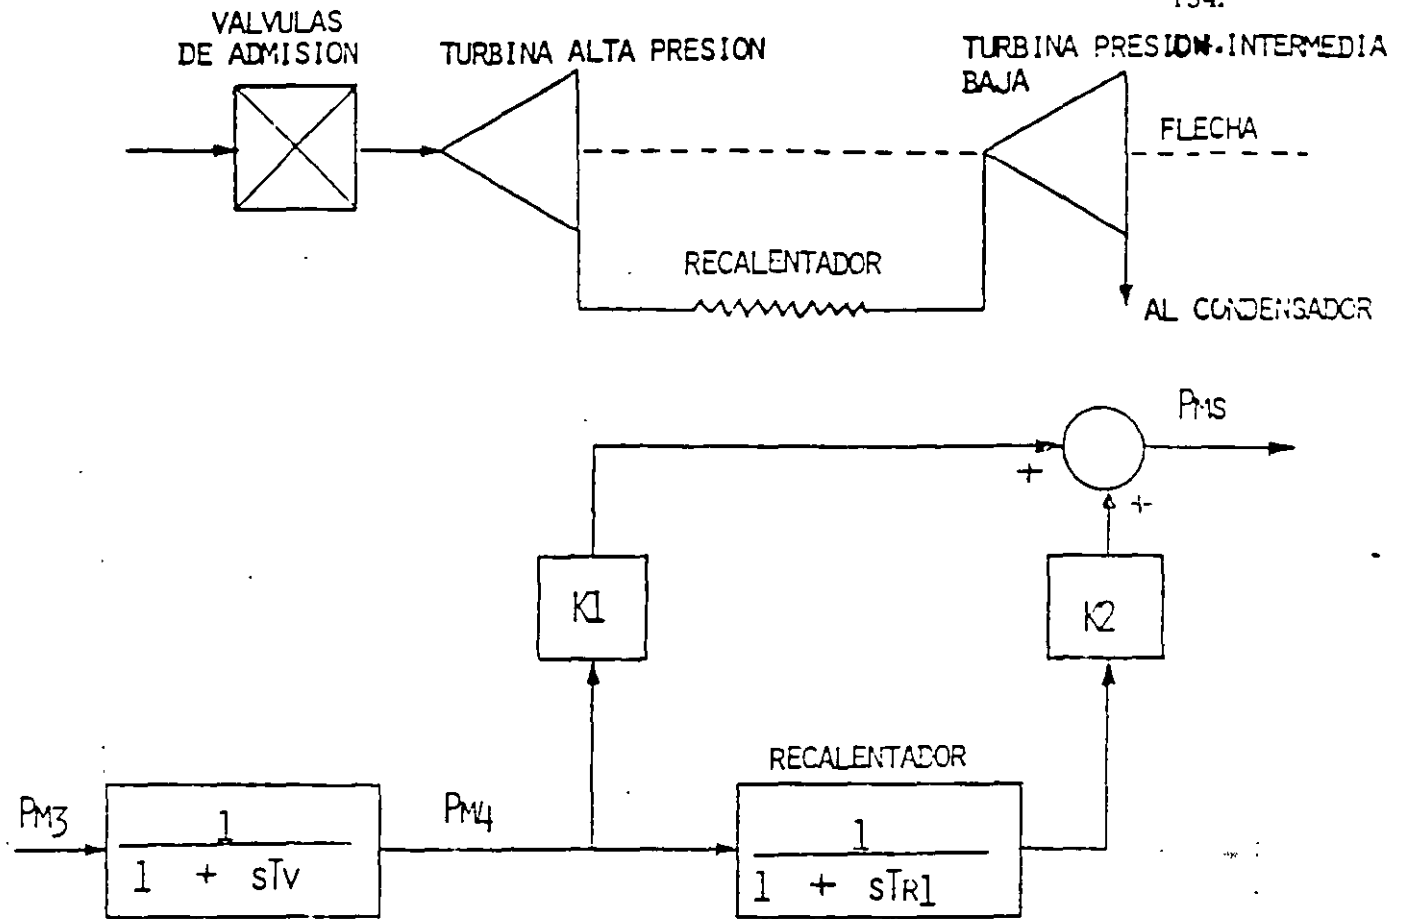 VALVULAS
DE ADMISION
TURBINA ALTA PRESION
TURBINA PRESION-INTERMEDIA
BAJA
FLECHA
RECALENTADOR
AL CONDENSADOR
PMS
+
+
K1
K2
RECALENTADOR
PM3
1
1 + sTv
PM4
1
1 + sTR1